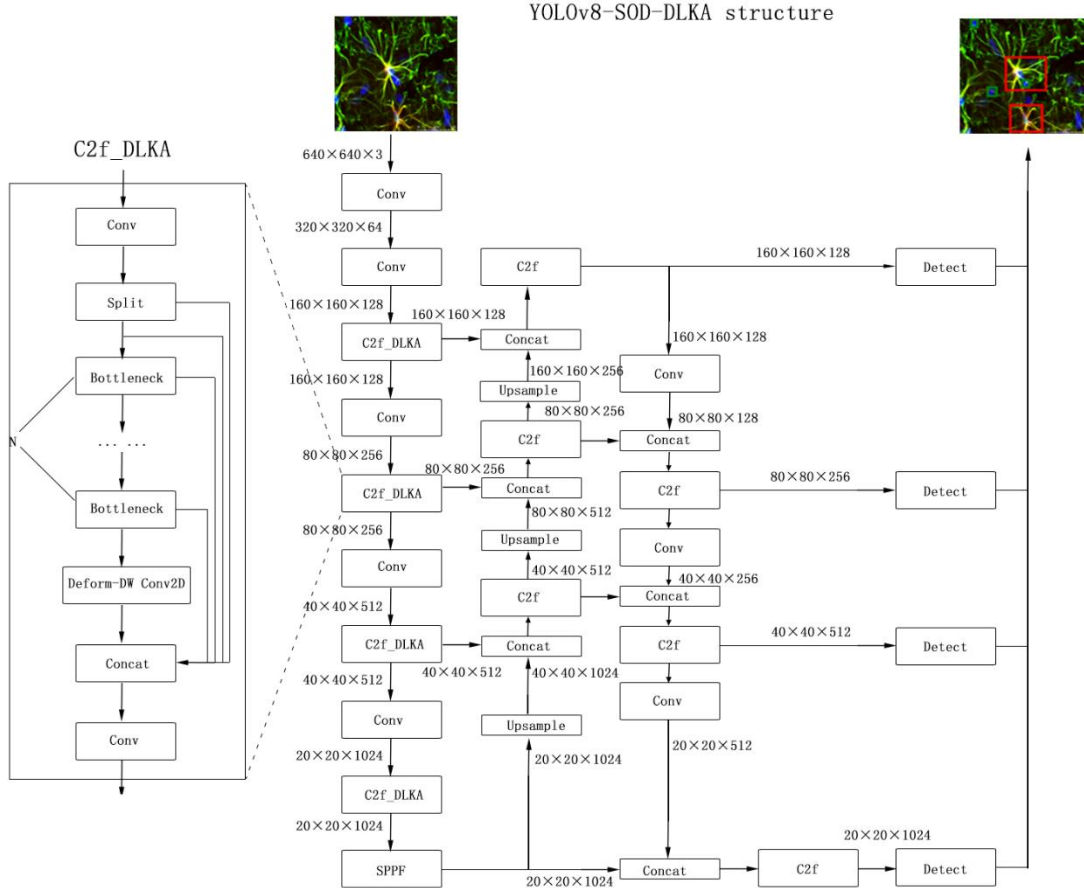 YOLOv8-SOD-DLKA structure
C2f_DLKA
Conv
Split
Bottleneck
N
... ...
Bottleneck
Deform-DW Conv2D
Concat
Conv
640×640×3
Conv
320×320×64
Conv
160×160×128
C2f_DLKA
160×160×128
Conv
80×80×256
C2f_DLKA
80×80×256
Conv
40×40×512
C2f_DLKA
40×40×512
Conv
20×20×1024
C2f_DLKA
20×20×1024
SPPF
C2f
160×160×128
Concat
160×160×256
Upsample
80×80×256
C2f
80×80×256
Concat
80×80×512
Upsample
40×40×512
C2f
40×40×512
Concat
40×40×1024
Upsample
20×20×1024
20×20×1024
160×160×128
160×160×128
Conv
80×80×128
Concat
C2f
80×80×256
Conv
40×40×256
Concat
C2f
40×40×512
Conv
20×20×512
Concat
C2f
20×20×1024
Detect
Detect
Detect
Detect